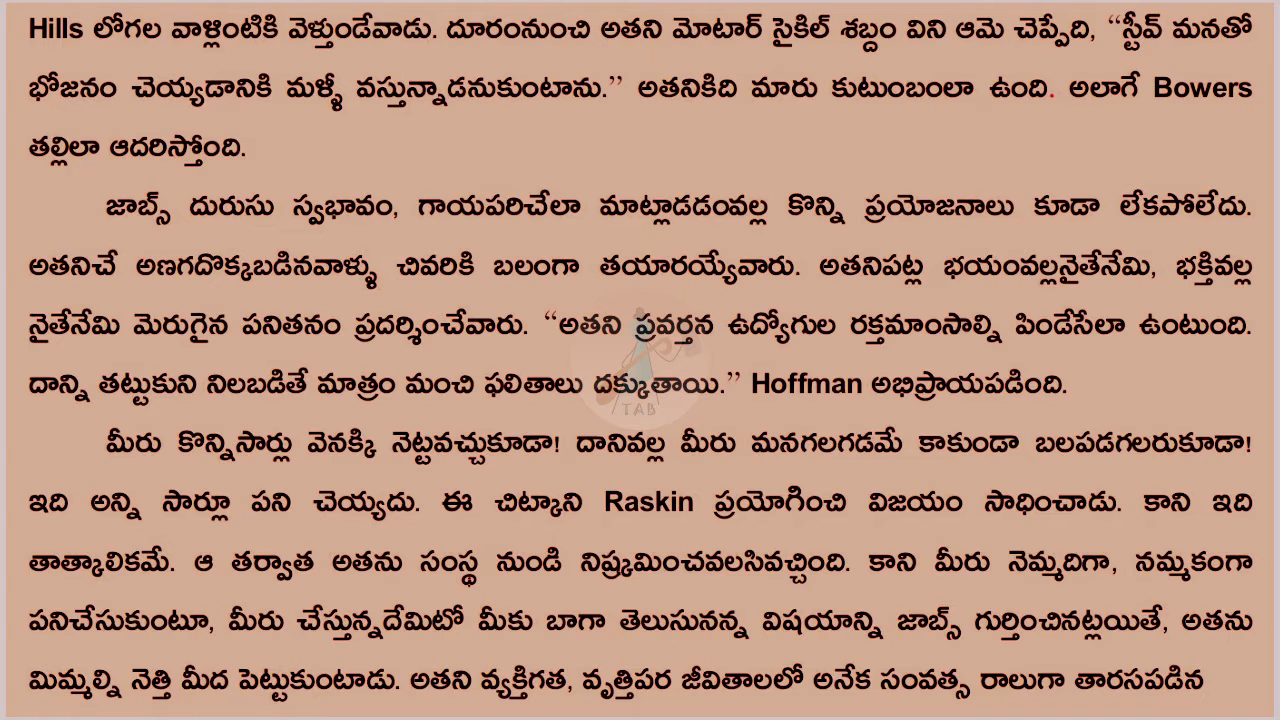 Hills లోగల వాళ్లింటికి వెళ్తుండేవాడు. దూరంనుంచి అతని మోటార్ సైకిల్ శబ్దం విని ఆమె చెప్పేది, “స్టీవ్ మనతో
భోజనం చెయ్యడానికి మళ్ళీ వస్తున్నాడనుకుంటాను.” అతనికిది మారు కుటుంబంలా ఉంది. అలాగే Bowers
తల్లిలా ఆదరిస్తోంది.
జాబ్స్ దురుసు స్వభావం, గాయపరిచేలా మాట్లాడడంవల్ల కొన్ని ప్రయోజనాలు కూడా లేకపోలేదు.
అతనిచే అణగదొక్కబడినవాళ్ళు చివరికి బలంగా తయారయ్యేవారు. అతనిపట్ల భయంవల్లనైతేనేమి, భక్తివల్ల
నైతేనేమి మెరుగైన పనితనం ప్రదర్శించేవారు. “అతని ప్రవర్తన ఉద్యోగుల రక్తమాంసాల్ని పిండేసేలా ఉంటుంది.
దాన్ని తట్టుకుని నిలబడితే మాత్రం మంచి ఫలితాలు దక్కుతాయి.” Hoffman అభిప్రాయపడింది.
TAB
మీరు కొన్నిసార్లు వెనక్కి నెట్టవచ్చుకూడా! దానివల్ల మీరు మనగలగడమే కాకుండా బలపడగలరుకూడా!
ఇది అన్ని సార్లూ పని చెయ్యదు. ఈ చిట్కాని Raskin ప్రయోగించి విజయం సాధించాడు. కాని ఇది
తాత్కాలికమే. ఆ తర్వాత అతను సంస్థ నుండి నిష్క్రమించవలసివచ్చింది. కాని మీరు నెమ్మదిగా, నమ్మకంగా
పనిచేసుకుంటూ, మీరు చేస్తున్నదేమిటో మీకు బాగా తెలుసునన్న విషయాన్ని జాబ్స్ గుర్తించినట్లయితే, అతను
మిమ్మల్ని నెత్తి మీద పెట్టుకుంటాడు. అతని వ్యక్తిగత, వృత్తిపర జీవితాలలో అనేక సంవత్స రాలుగా తారసపడిన